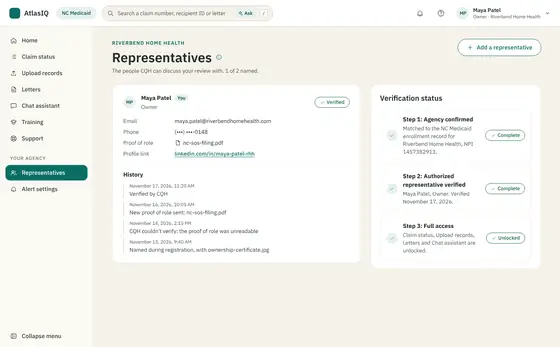 AtlasIQ
NC Medicaid
Search a claim number, recipient ID or letter
Ask
/
MP
Maya Patel
Owner · Riverbend Home Health
Home
Claim status
Upload records
Letters
Chat assistant
Training
Support
YOUR AGENCY
Representatives
Alert settings
Collapse menu
RIVERBEND HOME HEALTH
Representatives
The people CQH can discuss your review with. 1 of 2 named.
+ Add a representative
MP
Maya Patel
You
Owner
Verified
Email
maya.patel@riverbendhomehealth.com
Phone
(•••) •••-0148
Proof of role
nc-sos-filing.pdf
Profile link
linkedin.com/in/maya-patel-rhh
History
November 17, 2026, 11:20 AM
Verified by CQH
November 16, 2026, 10:05 AM
New proof of role sent: nc-sos-filing.pdf
November 14, 2026, 2:15 PM
CQH couldn't verify: the proof of role was unreadable
November 13, 2026, 9:40 AM
Named during registration, with ownership-certificate.jpg
Verification status
Step 1: Agency confirmed
Matched to the NC Medicaid
enrollment record for
Riverbend Home Health, NPI
1457382913.
Complete
Step 2: Authorized
representative verified
Maya Patel, Owner. Verified
November 17, 2026.
Complete
Step 3: Full access
Claim status, Upload records,
Letters and Chat assistant are
unlocked.
Unlocked